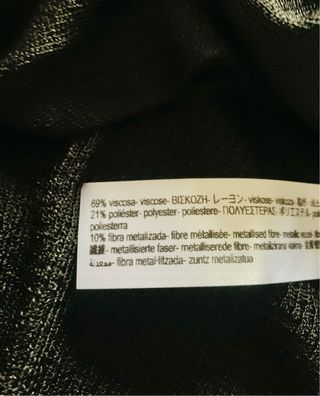 69% viscosa- viscose- ΒΙΣΚΟΖΗ- レーヨン- viskose- viskoza-
21% poliéster- polyester- poliestere- ΠΟΛΥΕΣΤΕΡΑΣ- ポリエステル-
poliesterra
10% fibra metalizada- fibre métallisée- metallised fibre- metallic
metallisierte faser- metalliserede fibre- metalizirana
fibra metal·litzada- zuntz metalizatua